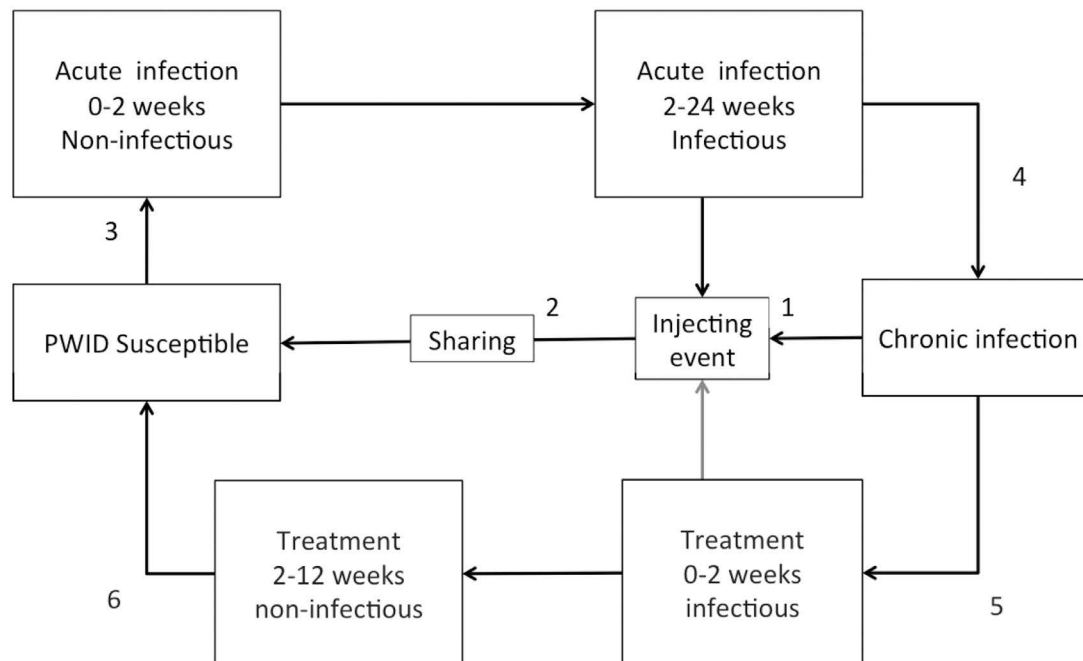 Acute infection
0-2 weeks
Non-infectious
Acute infection
2-24 weeks
Infectious
4
3
PWID Susceptible
Sharing
2
Injecting
event
1
Chronic infection
Treatment
2-12 weeks
non-infectious
Treatment
0-2 weeks
infectious
6
5